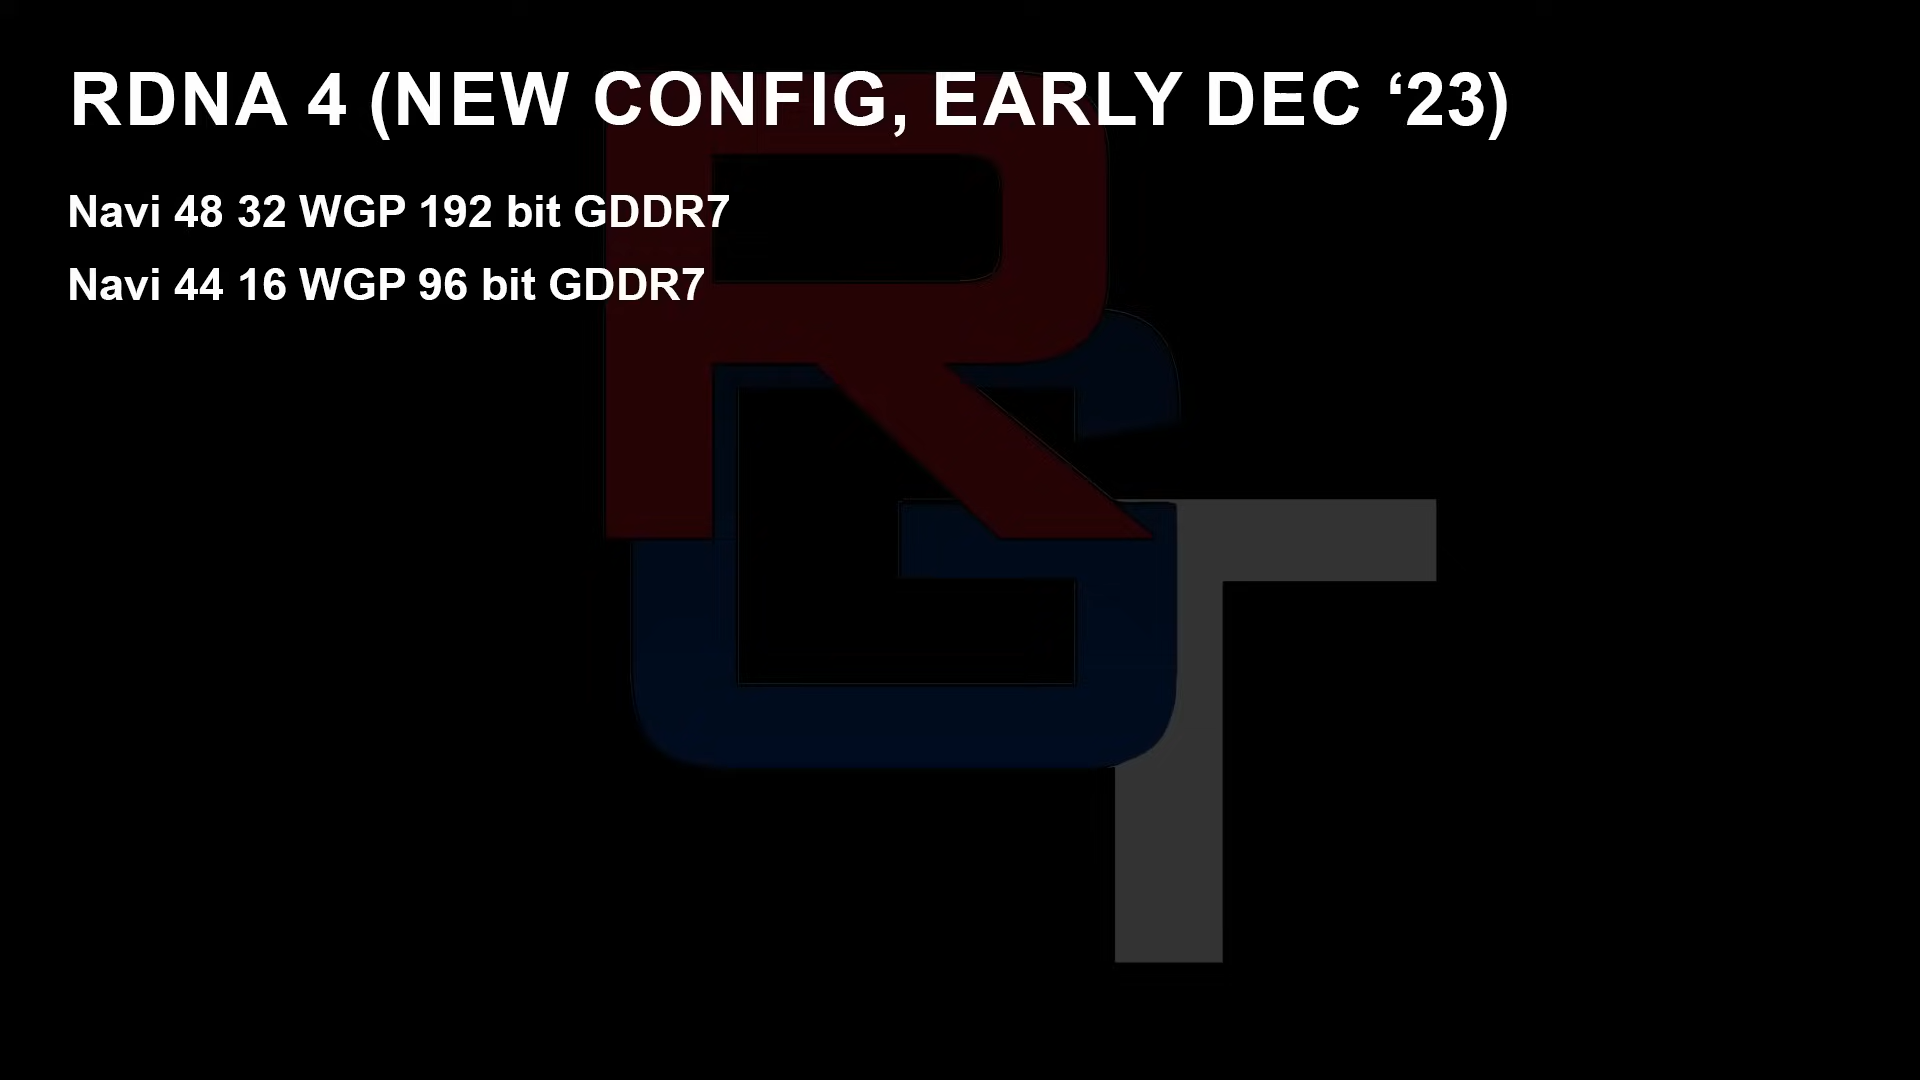 RDNA 4 (NEW CONFIG, EARLY DEC ‘23)
Navi 48 32 WGP 192 bit GDDR7
Navi 44 16 WGP 96 bit GDDR7
RGT